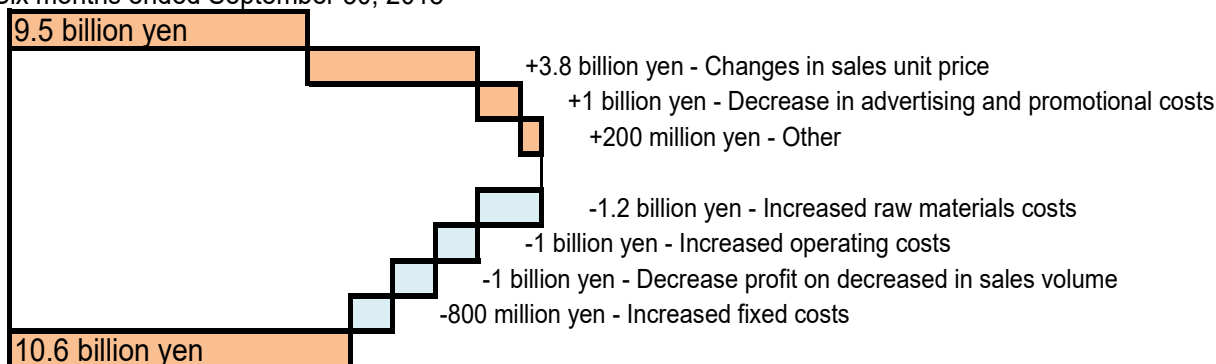 9.5 billion yen
+3.8 billion yen - Changes in sales unit price
+1 billion yen - Decrease in advertising and promotional costs
+200 million yen - Other
-1.2 billion yen - Increased raw materials costs
-1 billion yen - Increased operating costs
-1 billion yen - Decrease profit on decreased in sales volume
-800 million yen - Increased fixed costs
10.6 billion yen